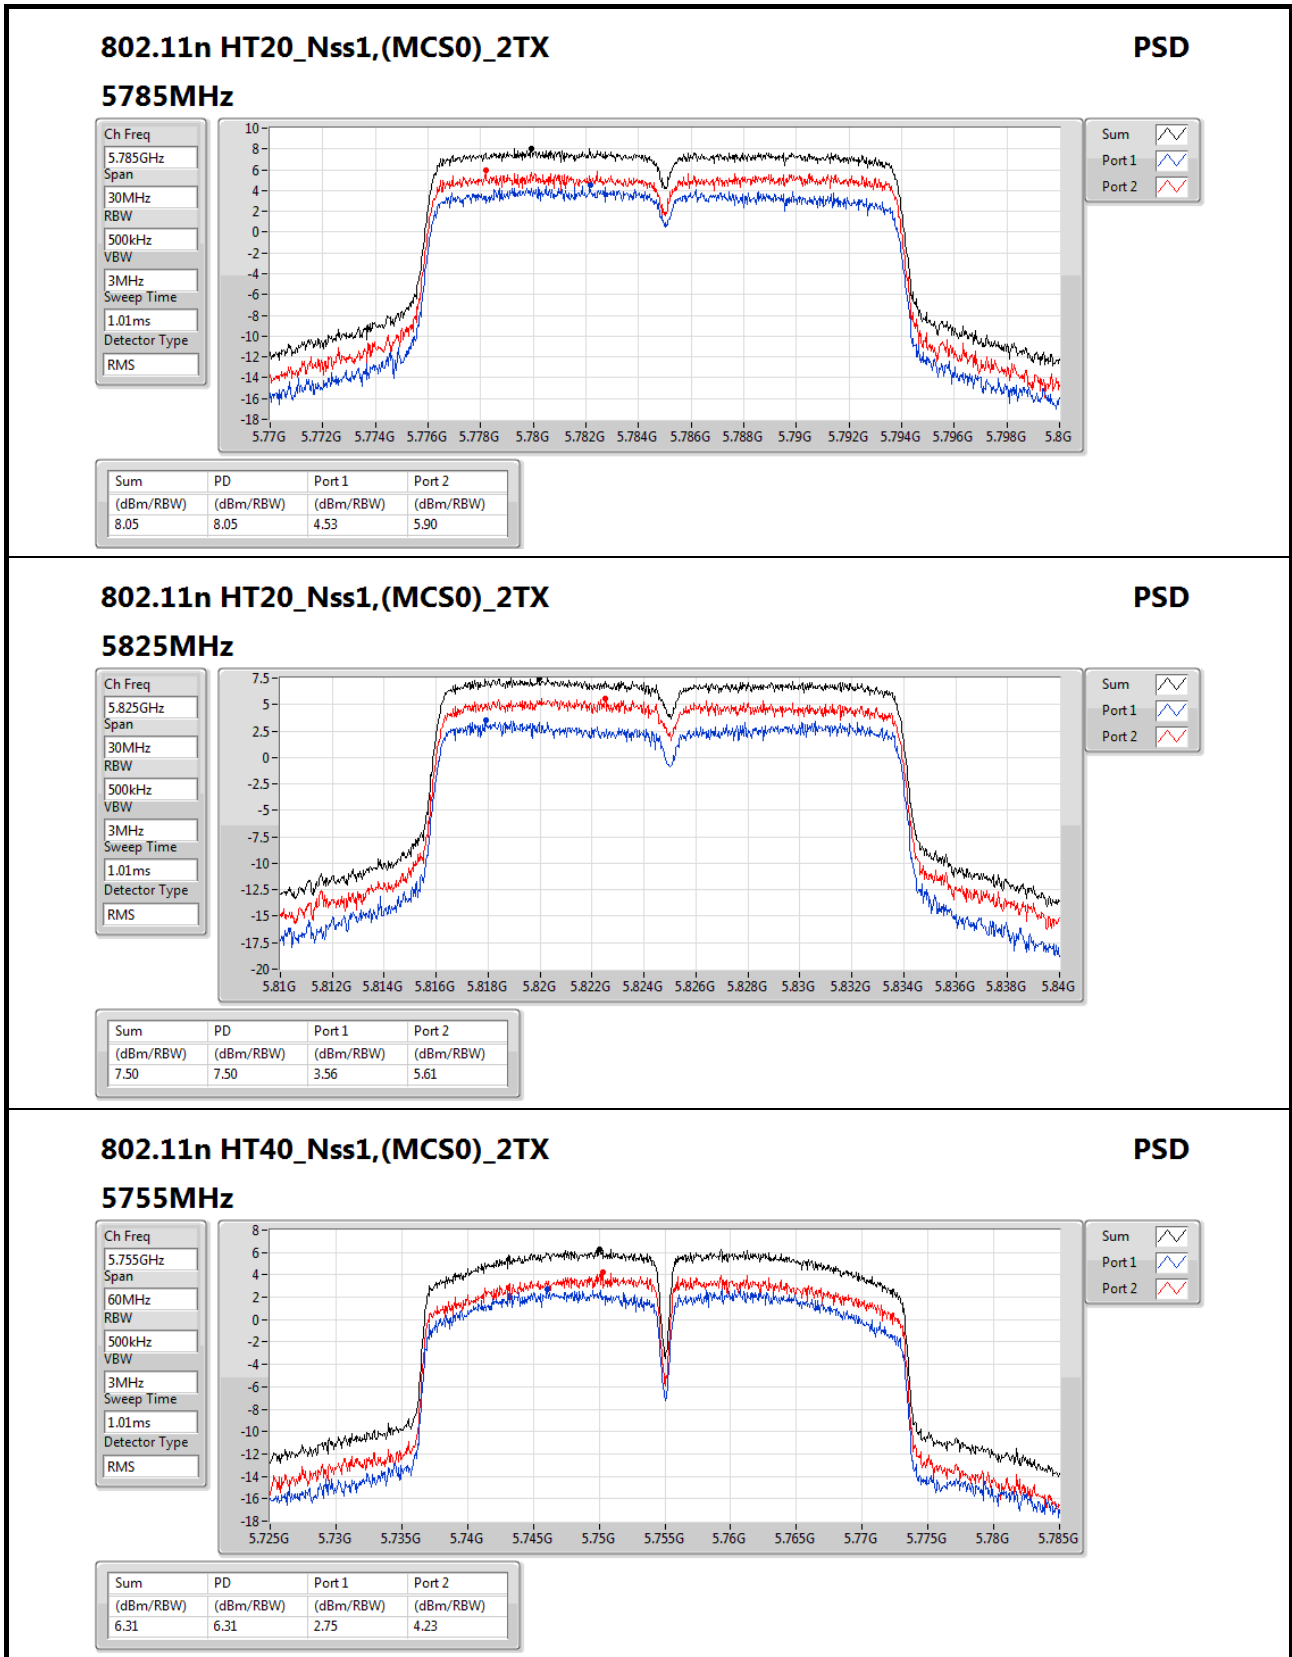 802.11n HT20_Nss1,(MCS0)_2TX PSD
5785MHz
Ch Freq
5.785GHz
Span
30MHz
RBW
500kHz
VBW
3MHz
Sweep Time
1.01ms
Detector Type
RMS
10
8
6
4
2
0
-2
-4
-6
-8
-10
-12
-14
-16
-18
5.77G 5.772G 5.774G 5.776G 5.778G 5.78G 5.782G 5.784G 5.786G 5.788G 5.79G 5.792G 5.794G 5.796G 5.798G 5.8G
Sum
Port 1
Port 2
Sum PD Port 1 Port 2
(dBm/RBW) (dBm/RBW) (dBm/RBW) (dBm/RBW)
8.05 8.05 4.53 5.90
802.11n HT20_Nss1,(MCS0)_2TX PSD
5825MHz
Ch Freq
5.825GHz
Span
30MHz
RBW
500kHz
VBW
3MHz
Sweep Time
1.01ms
Detector Type
RMS
7.5
5
2.5
0
-2.5
-5
-7.5
-10
-12.5
-15
-17.5
-20
5.81G 5.812G 5.814G 5.816G 5.818G 5.82G 5.822G 5.824G 5.826G 5.828G 5.83G 5.832G 5.834G 5.836G 5.838G 5.84G
Sum
Port 1
Port 2
Sum PD Port 1 Port 2
(dBm/RBW) (dBm/RBW) (dBm/RBW) (dBm/RBW)
7.50 7.50 3.56 5.61
802.11n HT40_Nss1,(MCS0)_2TX PSD
5755MHz
Ch Freq
5.755GHz
Span
60MHz
RBW
500kHz
VBW
3MHz
Sweep Time
1.01ms
Detector Type
RMS
8
6
4
2
0
-2
-4
-6
-8
-10
-12
-14
-16
-18
5.725G 5.73G 5.735G 5.74G 5.745G 5.75G 5.755G 5.76G 5.765G 5.77G 5.775G 5.78G 5.785G
Sum
Port 1
Port 2
Sum PD Port 1 Port 2
(dBm/RBW) (dBm/RBW) (dBm/RBW) (dBm/RBW)
6.31 6.31 2.75 4.23